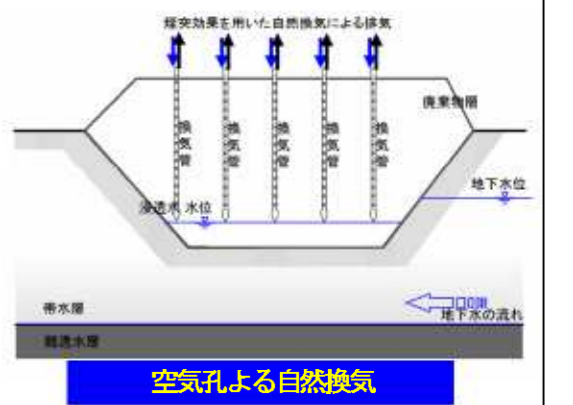 煙突効果を用いた自然換気による排気
廃棄物層
換気管
換気管
換気管
換気管
換気管
地下水位
浸透水 水位
帯水層
地下水の流れ
難透水層
空気孔よる自然換気